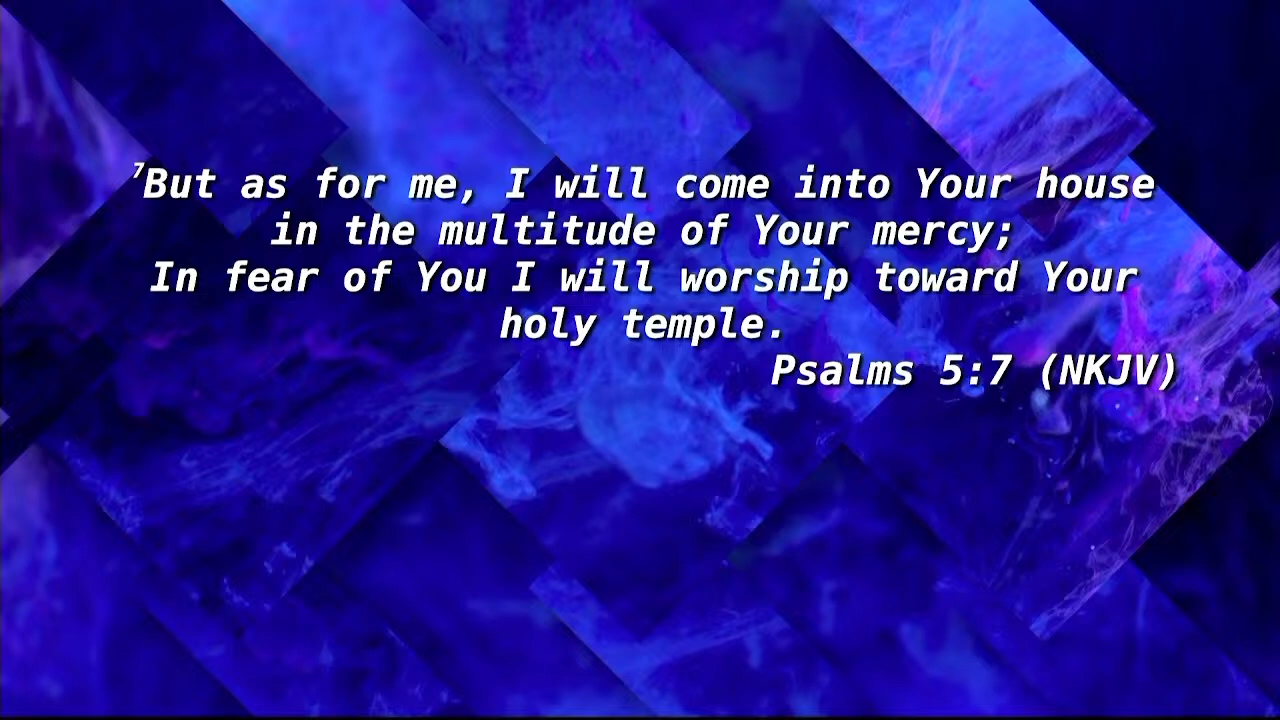 ⁷But as for me, I will come into Your house
in the multitude of Your mercy;
In fear of You I will worship toward Your
holy temple.
Psalms 5:7 (NKJV)